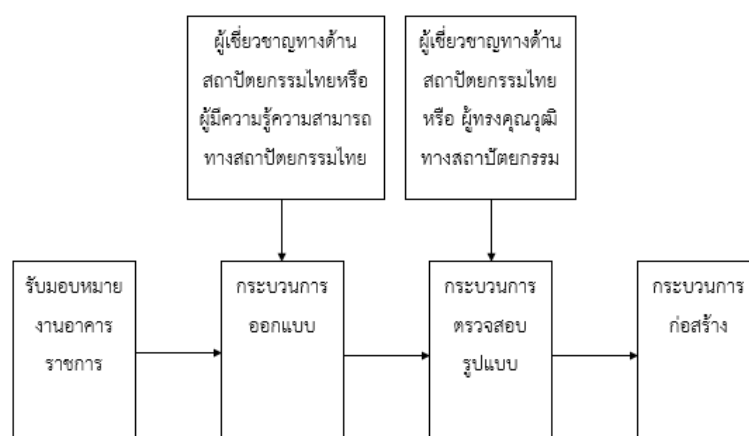 ผู้เชี่ยวชาญทางด้าน
สถาปัตยกรรมไทยหรือ
ผู้มีความรู้ความสามารถ
ทางสถาปัตยกรรมไทย
ผู้เชี่ยวชาญทางด้าน
สถาปัตยกรรมไทย
หรือ ผู้ทรงคุณวุฒิ
ทางสถาปัตยกรรม
รับมอบหมาย
งานอาคาร
ราชการ
กระบวนการ
ออกแบบ
กระบวนการ
ตรวจสอบ
รูปแบบ
กระบวนการ
ก่อสร้าง